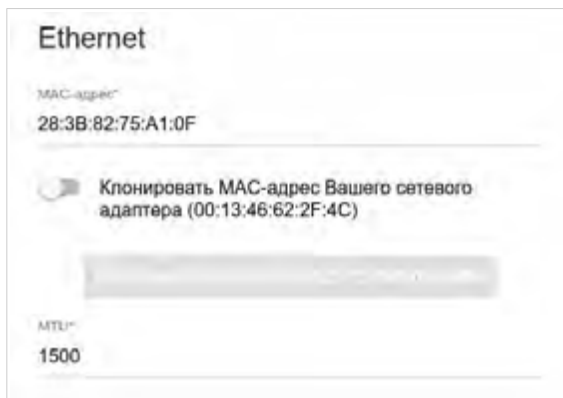 Ethernet
MAC-адрес*
28:3B:82:75:A1:0F
Клонировать MAC-адрес Вашего сетевого
адаптера (00:13:46:62:2F:4C)
MTU*
1500